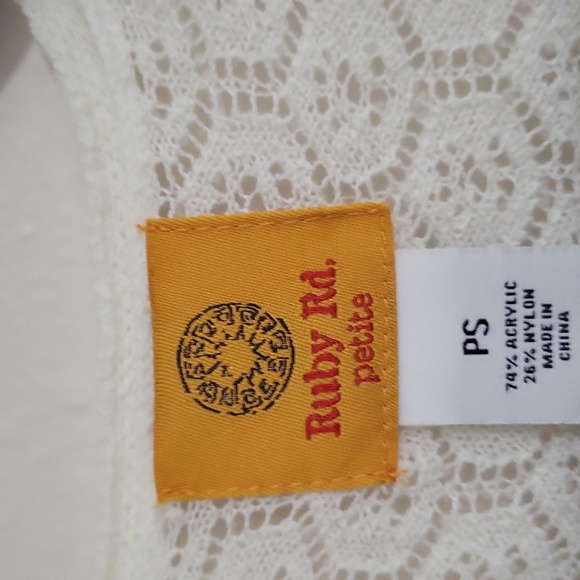 Ruby Rd.
petite
PS
74% ACRYLIC
26% NYLON
MADE IN
CHINA